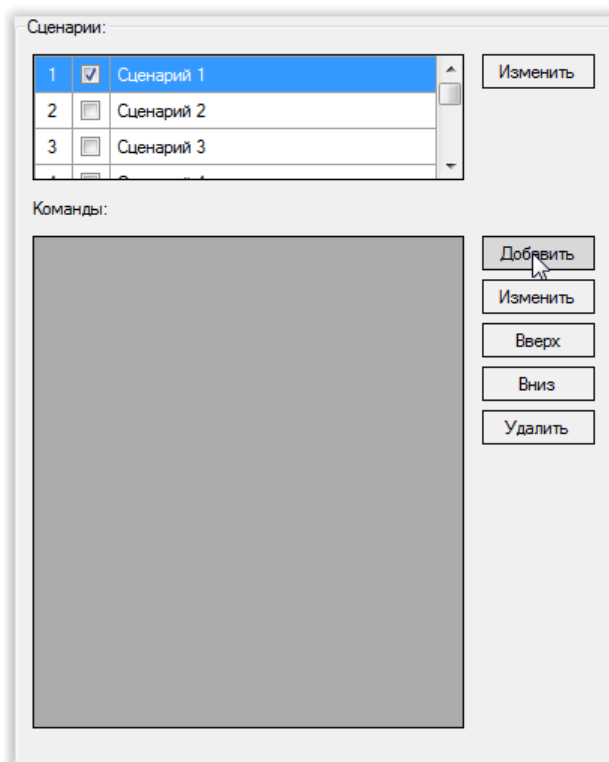 Сценарии:
1 Сценарий 1
2 Сценарий 2
3 Сценарий 3
Изменить
Команды:
Добавить
Изменить
Вверх
Вниз
Удалить